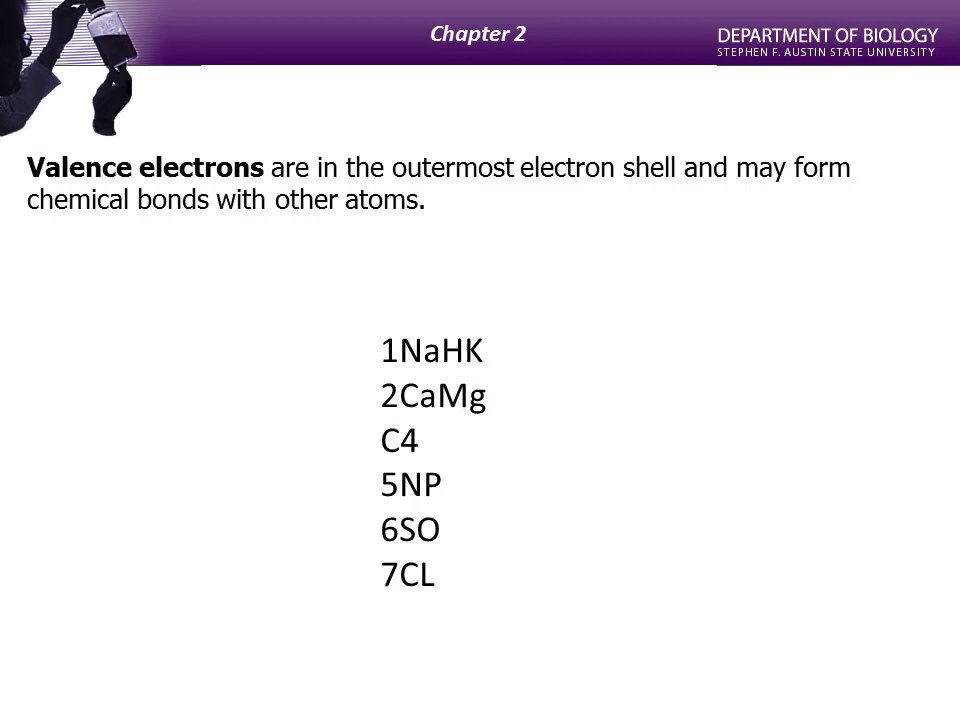 Chapter 2
DEPARTMENT OF BIOLOGY
STEPHEN F. AUSTIN STATE UNIVERSITY
Valence electrons are in the outermost electron shell and may form
chemical bonds with other atoms.
1NaHK
2CaMg
C4
5NP
6SO
7CL